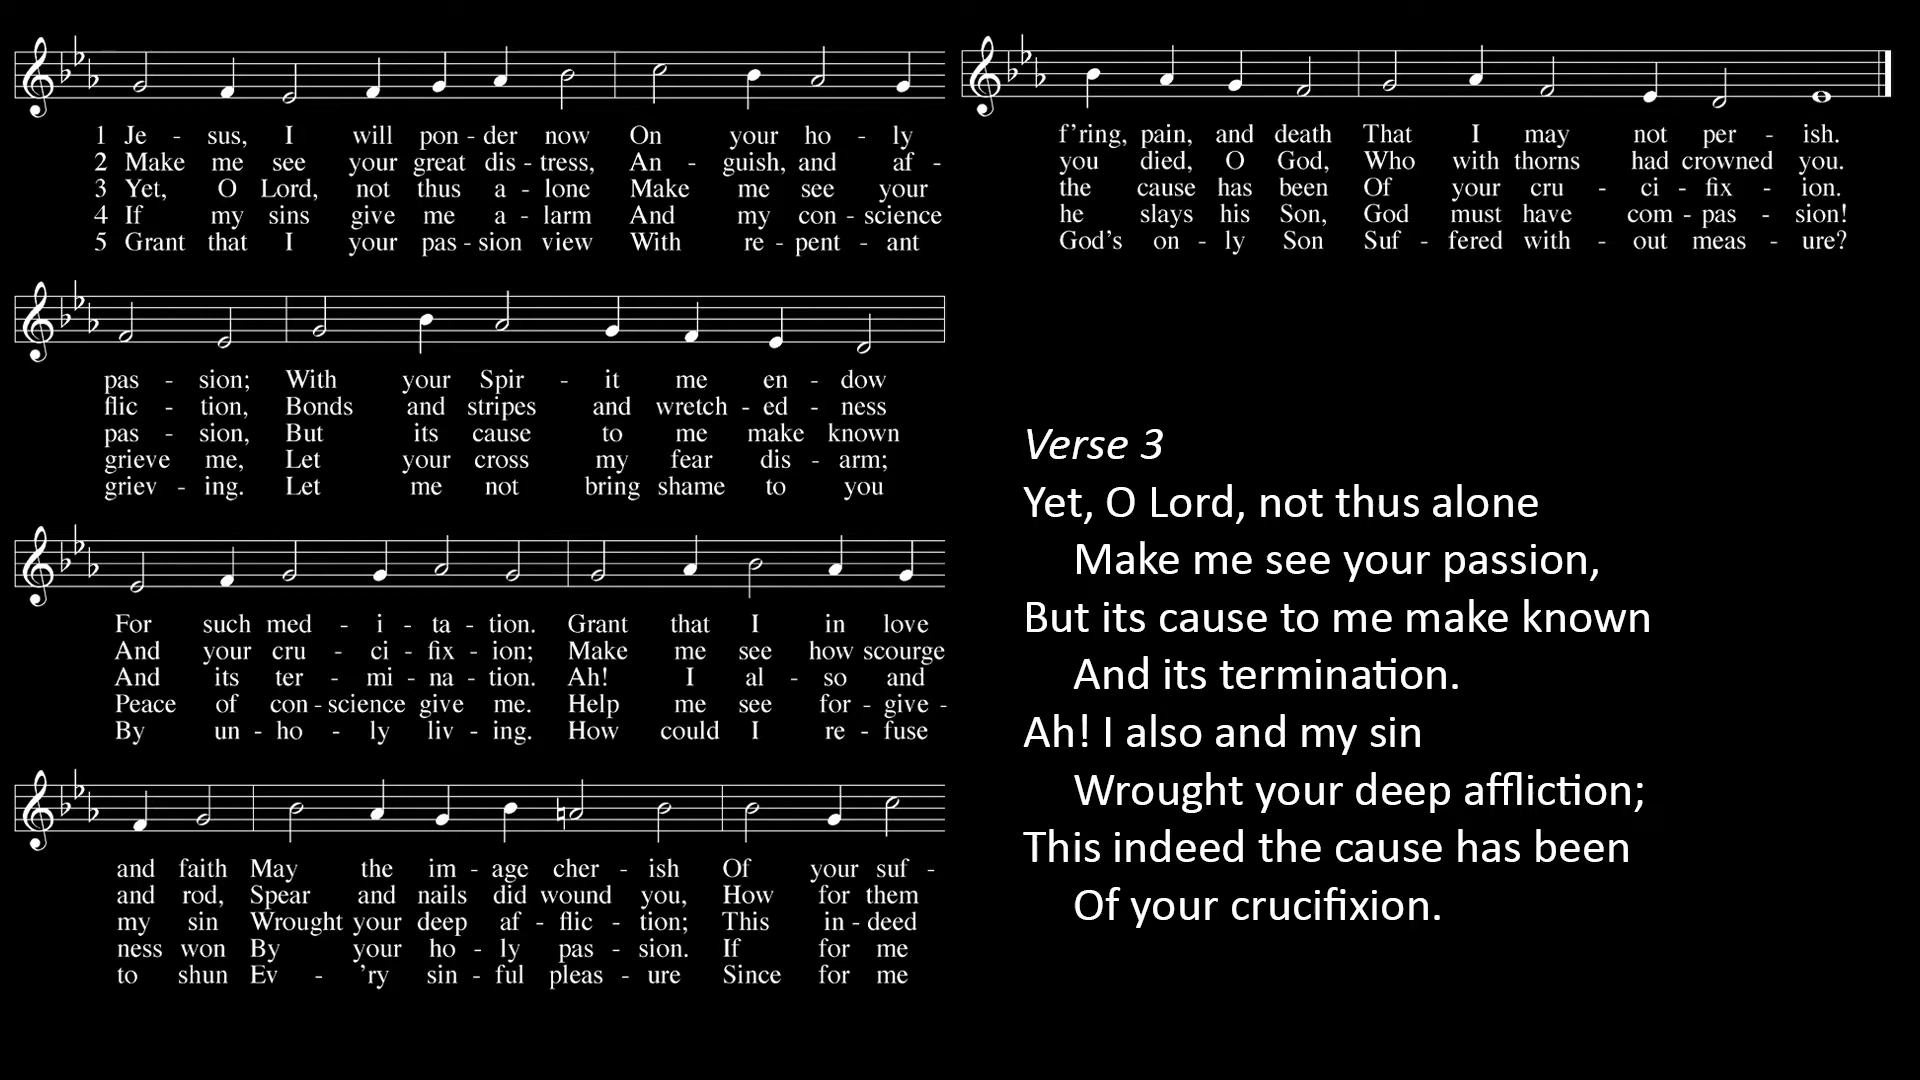 1 Je - sus, I will pon - der now On your ho - ly
2 Make me see your great dis - tress, An - guish, and af -
3 Yet, O Lord, not thus a - lone Make me see your
4 If my sins give me a - larm And my con - science
5 Grant that I your pas - sion view With re - pent - ant
pas - sion; With your Spir - it me en - dow
flic - tion, Bonds and stripes and wretch - ed - ness
pas - sion, But its cause to me make known
grieve me, Let your cross my fear dis - arm;
griev - ing. Let me not bring shame to you
For such med - i - ta - tion. Grant that I in love
And your cru - ci - fix - ion; Make me see how scourge
And its ter - mi - na - tion. Ah! I al - so and
Peace of con - science give me. Help me see for - give -
By un - ho - ly liv - ing. How could I re - fuse
and faith May the im - age cher - ish Of your suf -
and rod, Spear and nails did wound you, How for them
my sin Wrought your deep af - flic - tion; This in - deed
ness won By your ho - ly pas - sion. If for me
to shun Ev - 'ry sin - ful pleas - ure Since for me
f'ring, pain, and death That I may not per - ish.
you died, O God, Who with thorns had crowned you.
the cause has been Of your cru - ci - fix - ion.
he slays his Son, God must have com - pas - sion!
God's on - ly Son Suf - fered with - out meas - ure?
Verse 3
Yet, O Lord, not thus alone
Make me see your passion,
But its cause to me make known
And its termination.
Ah! I also and my sin
Wrought your deep affliction;
This indeed the cause has been
Of your crucifixion.